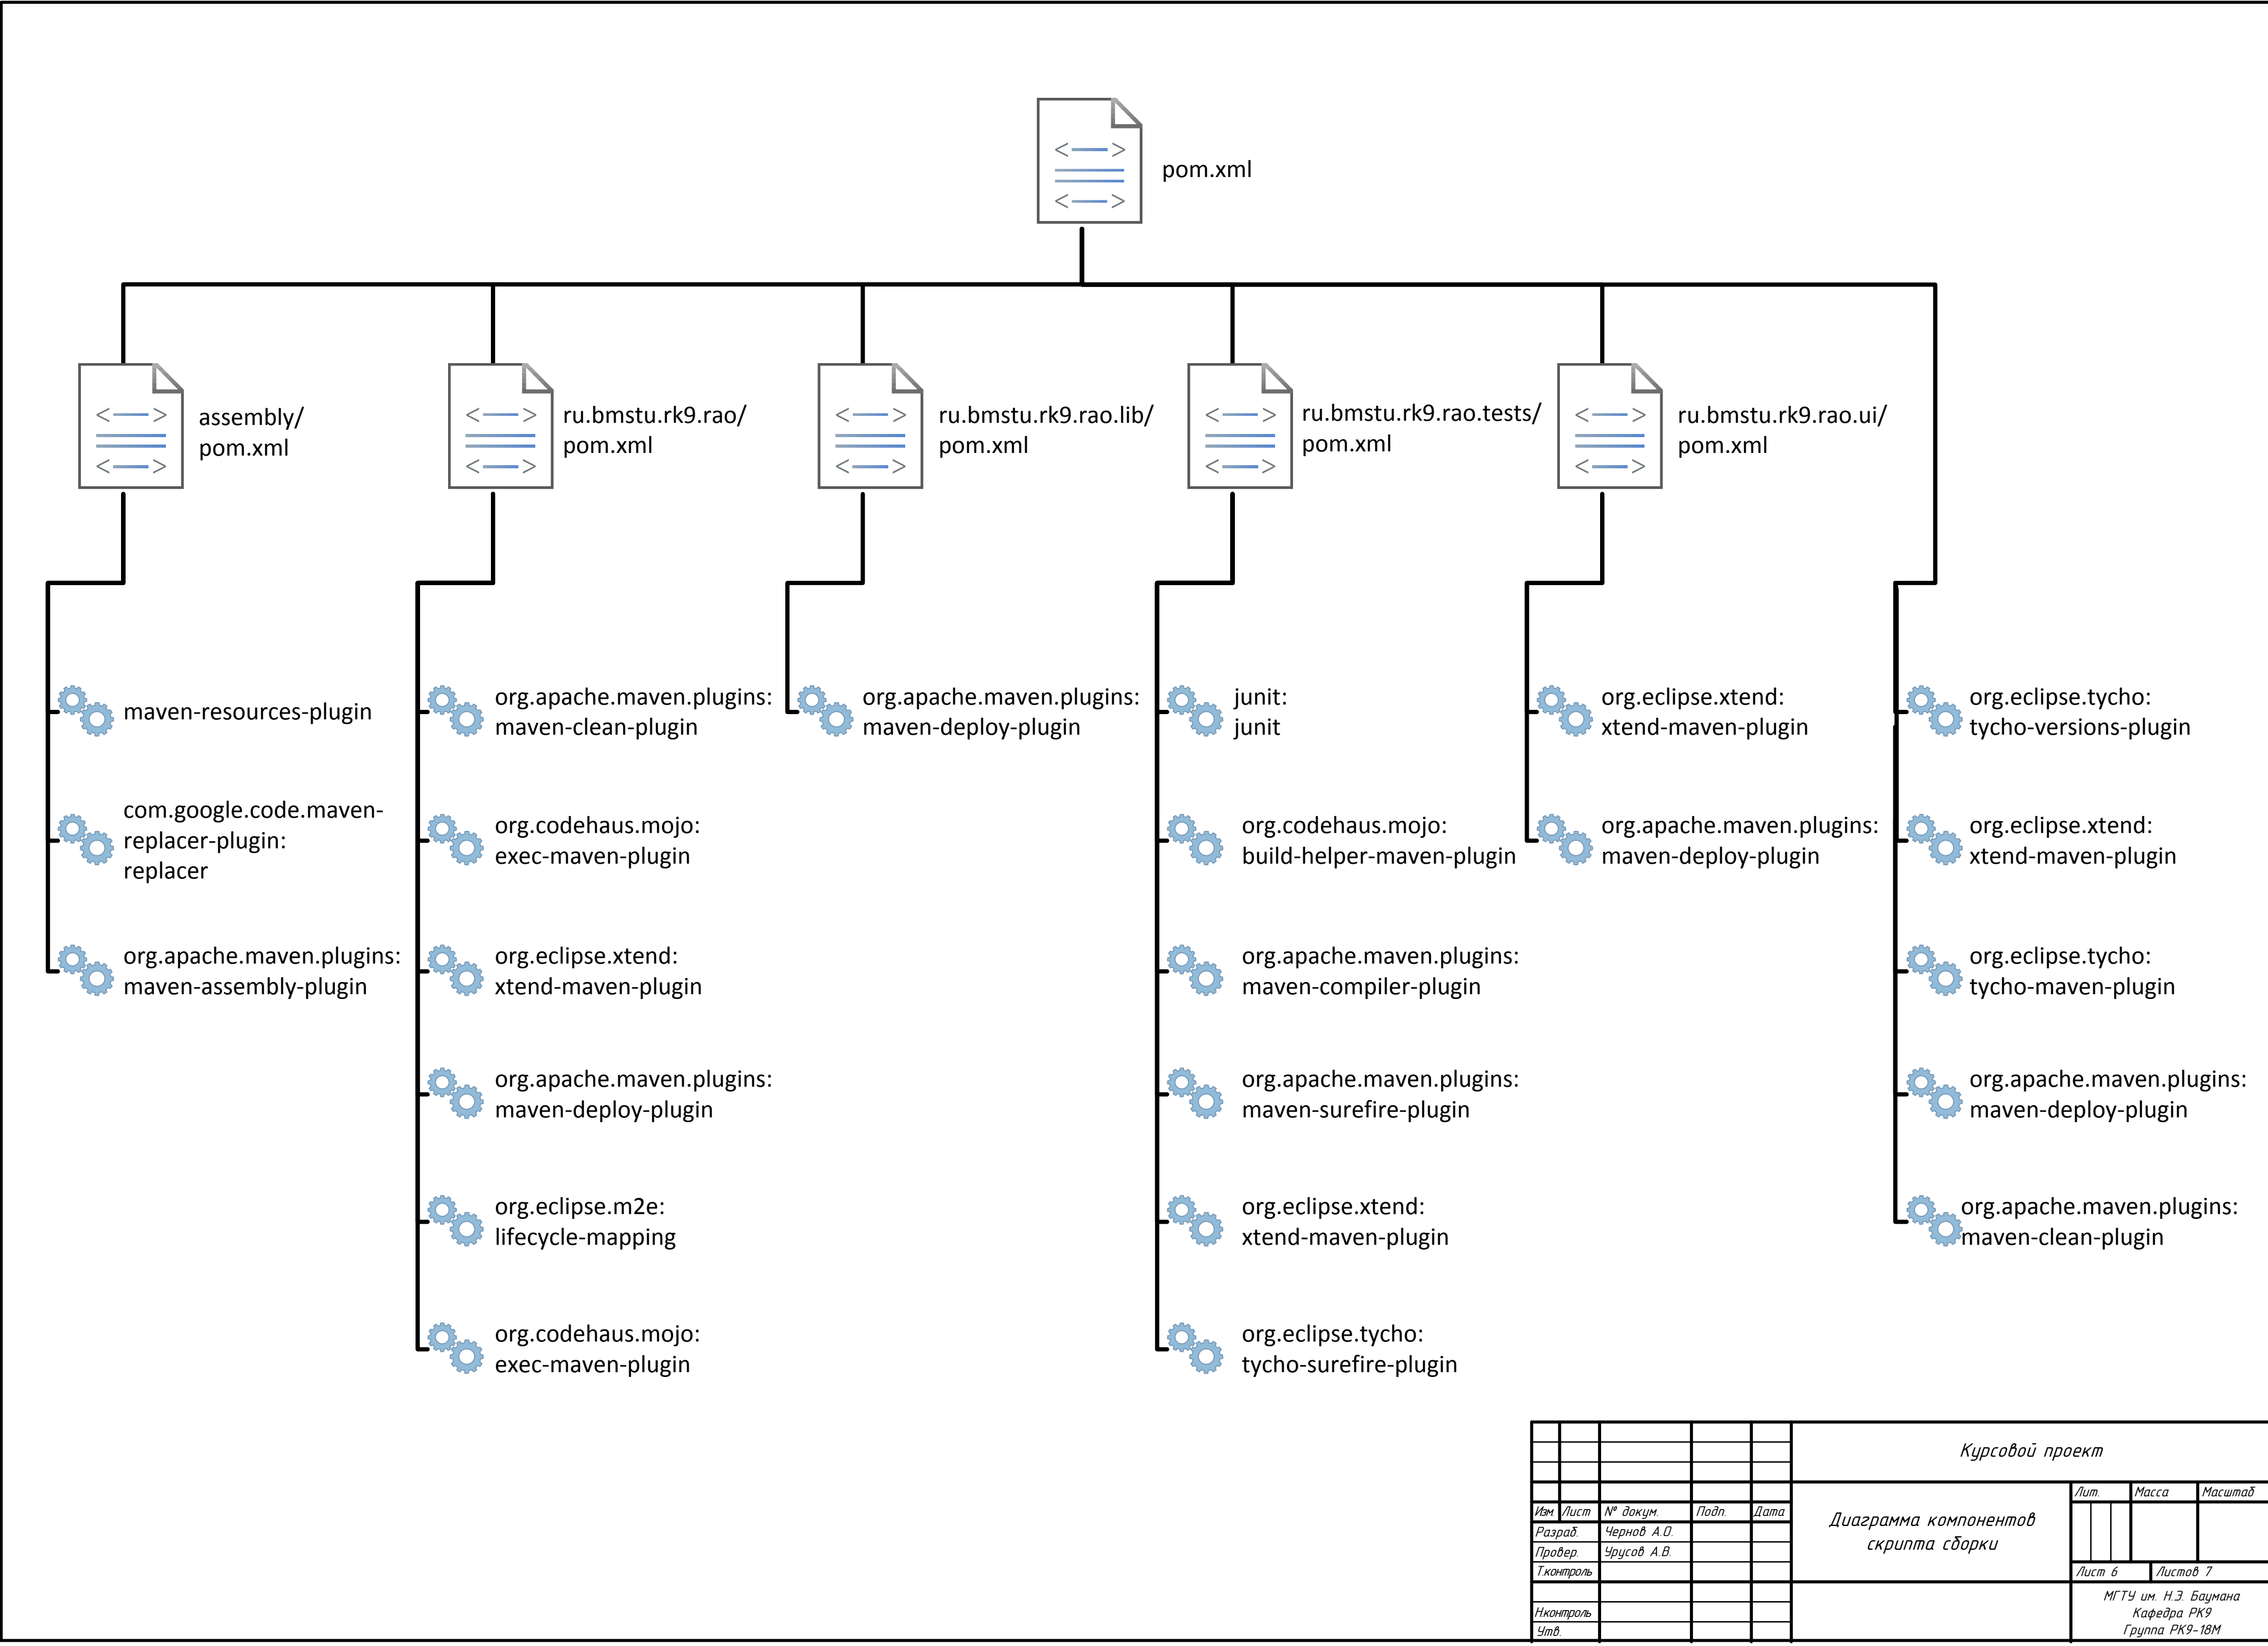 pom.xml
assembly/
pom.xml
ru.bmstu.rk9.rao/
pom.xml
ru.bmstu.rk9.rao.lib/
pom.xml
ru.bmstu.rk9.rao.tests/
pom.xml
ru.bmstu.rk9.rao.ui/
pom.xml
maven-resources-plugin
com.google.code.maven-
replacer-plugin:
replacer
org.apache.maven.plugins:
maven-assembly-plugin
org.apache.maven.plugins:
maven-clean-plugin
org.codehaus.mojo:
exec-maven-plugin
org.eclipse.xtend:
xtend-maven-plugin
org.apache.maven.plugins:
maven-deploy-plugin
org.eclipse.m2e:
lifecycle-mapping
org.codehaus.mojo:
exec-maven-plugin
org.apache.maven.plugins:
maven-deploy-plugin
junit:
junit
org.codehaus.mojo:
build-helper-maven-plugin
org.apache.maven.plugins:
maven-compiler-plugin
org.apache.maven.plugins:
maven-surefire-plugin
org.eclipse.xtend:
xtend-maven-plugin
org.eclipse.tycho:
tycho-surefire-plugin
org.eclipse.xtend:
xtend-maven-plugin
org.apache.maven.plugins:
maven-deploy-plugin
org.eclipse.tycho:
tycho-versions-plugin
org.eclipse.xtend:
xtend-maven-plugin
org.eclipse.tycho:
tycho-maven-plugin
org.apache.maven.plugins:
maven-deploy-plugin
org.apache.maven.plugins:
maven-clean-plugin
Курсовой проект
Изм. Лист № докум. Подп. Дата
Разраб. Чернов А.О.
Провер. Урусов А.В.
Т.контроль
Н.контроль
Утв.
Диаграмма компонентов
скрипта сборки
Лит. Масса Масштаб
Лист 6 Листов 7
МГТУ им. Н.Э. Баумана
Кафедра РК9
Группа РК9-18М